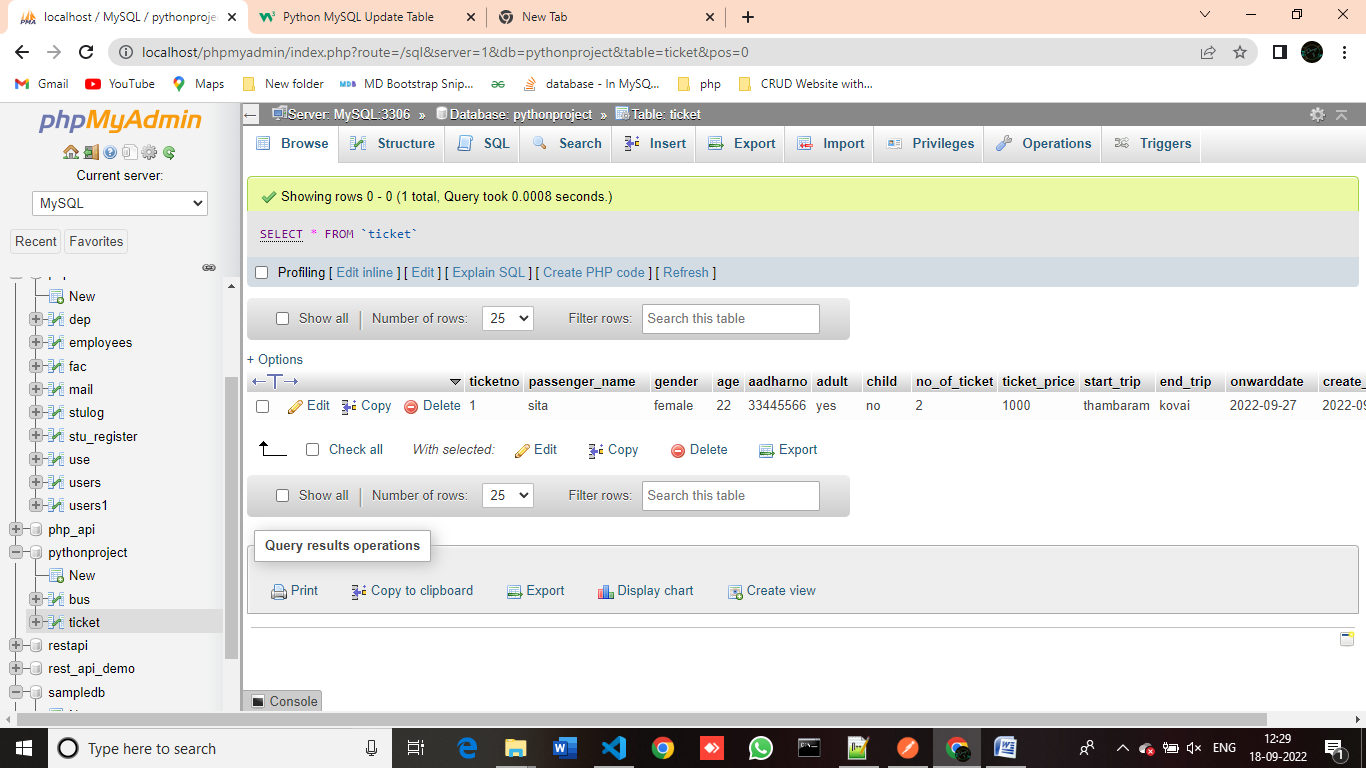 localhost / MySQL / pythonproje
Python MySQL Update Table
New Tab
localhost/phpmyadmin/index.php?route=/sql&server=1&db=pythonproject&table=ticket&pos=0
Gmail YouTube Maps New folder MD Bootstrap Snip... database - In MySQ... php CRUD Website with...
phpMyAdmin
Current server:
MySQL
Recent Favorites
New
dep
employees
fac
mail
stulog
stu_register
use
users
users1
php_api
pythonproject
New
bus
ticket
restapi
rest_api_demo
sampledb
Server: MySQL:3306 » Database: pythonproject » Table: ticket
Browse Structure SQL Search Insert Export Import Privileges Operations Triggers
Showing rows 0 - 0 (1 total, Query took 0.0008 seconds.)
SELECT * FROM `ticket`
Profiling [ Edit inline ] [ Edit ] [ Explain SQL ] [ Create PHP code ] [ Refresh ]
Show all Number of rows: 25 Filter rows: Search this table
+ Options
ticketno passenger_name gender age aadharno adult child no_of_ticket ticket_price start_trip end_trip onwarddate create_
Edit Copy Delete 1 sita female 22 33445566 yes no 2 1000 thambaram kovai 2022-09-27 2022-09
Check all With selected: Edit Copy Delete Export
Show all Number of rows: 25 Filter rows: Search this table
Query results operations
Print Copy to clipboard Export Display chart Create view
Console
Type here to search
ENG
12:29
18-09-2022
1